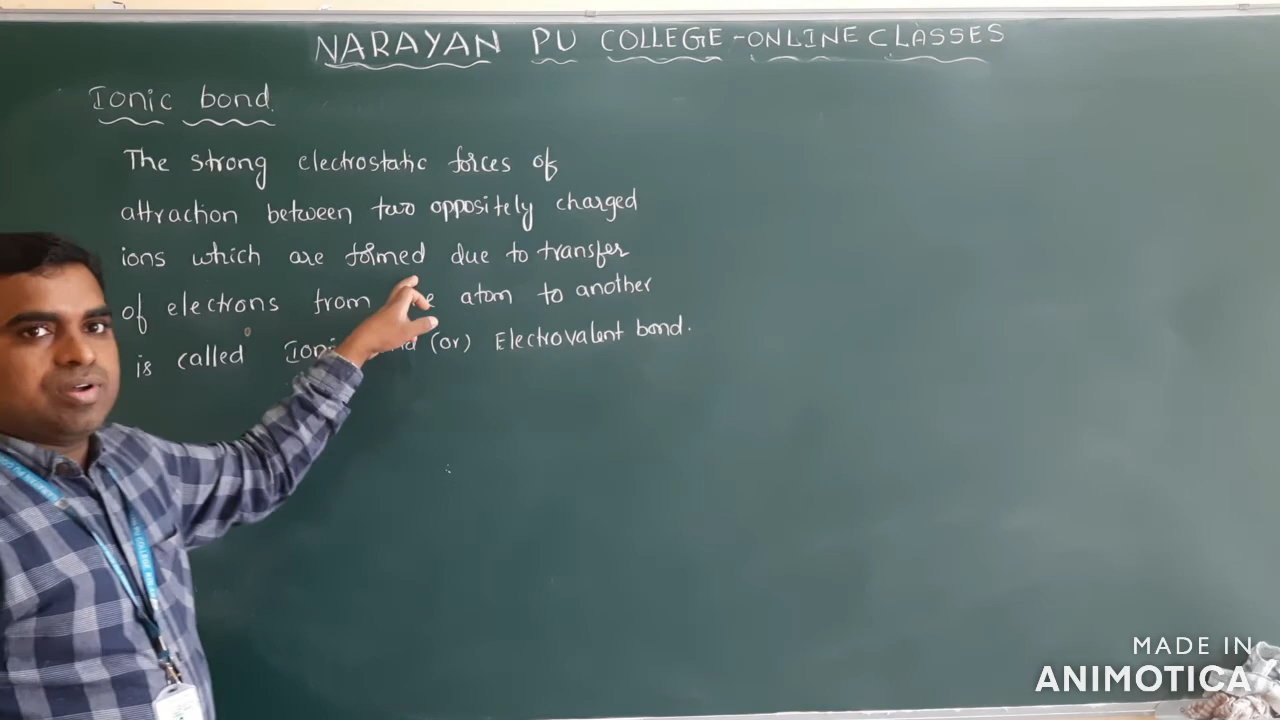 NARAYAN PU COLLEGE-ONLINE CLASSES
Ionic bond
The strong electrostatic forces of
attraction between two oppositely charged
ions which are formed due to transfer
of electrons from atom to another
is called Ionic (or) Electrovalent bond.
MADE IN
ANIMOTICA